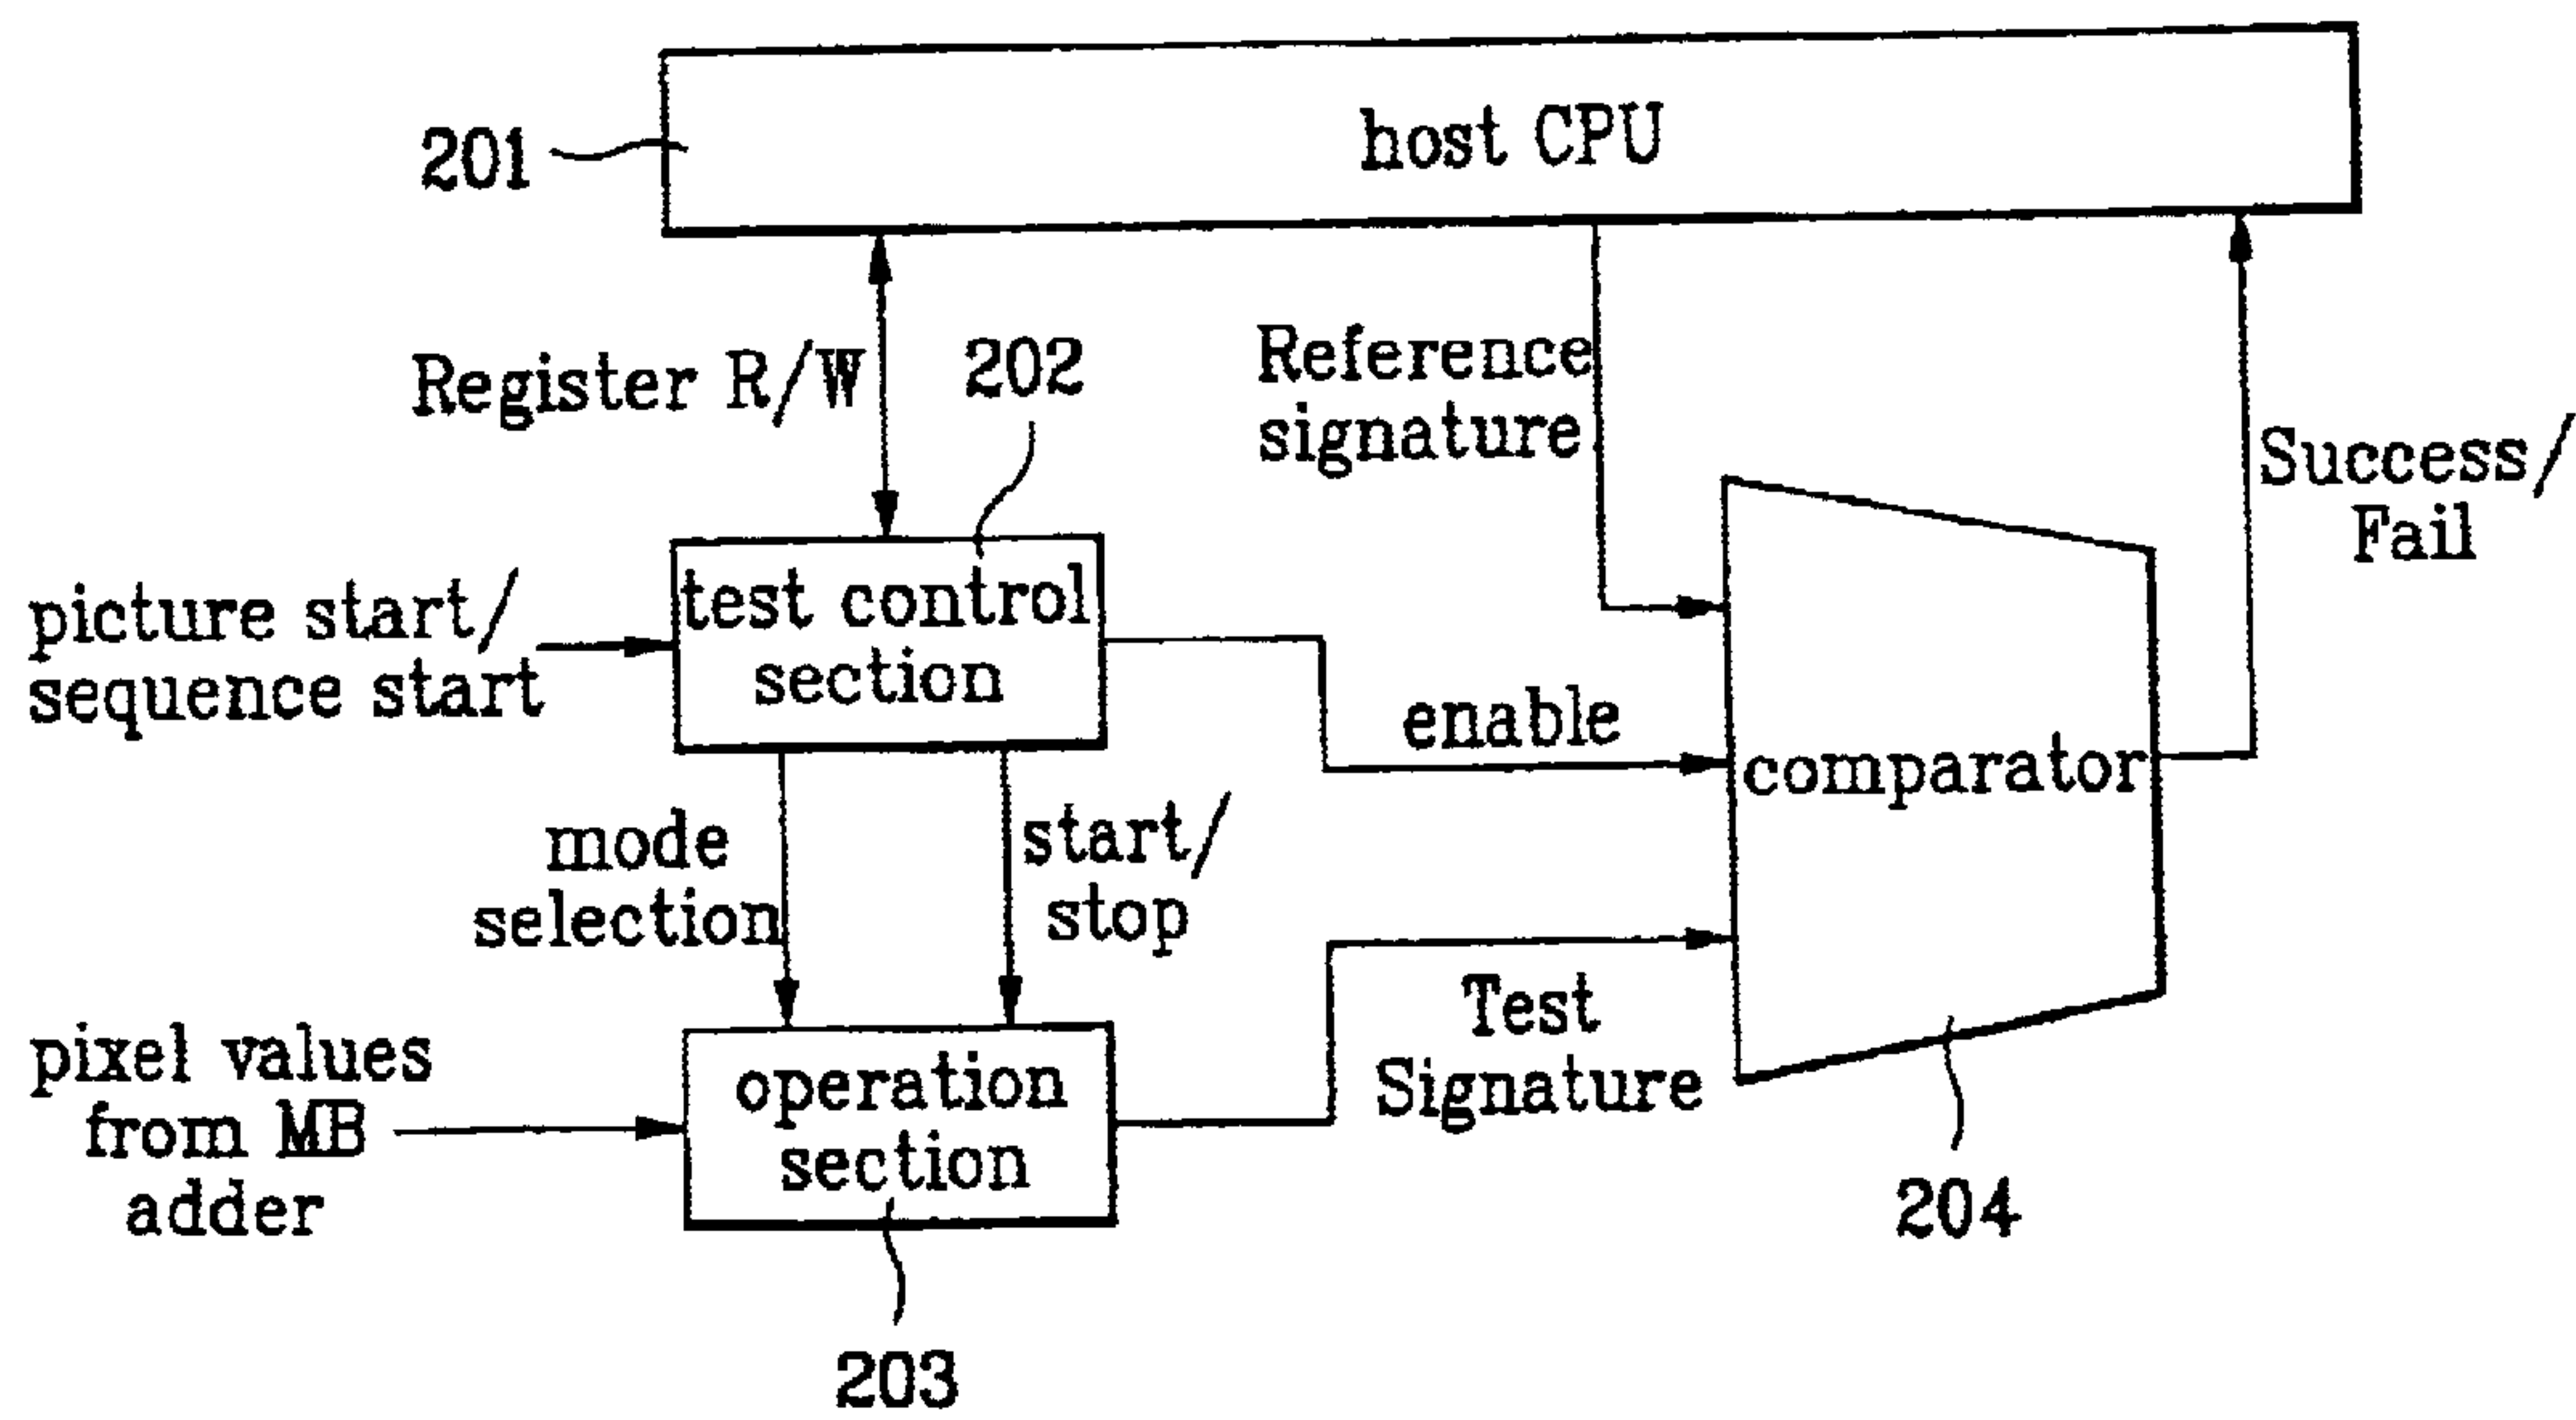 host CPU
201
Register R/W
202
Reference
signature
Success/
Fail
picture start/
sequence start
test control
section
enable
comparator
mode
selection
start/
stop
Test
Signature
pixel values
from MB
adder
operation
section
203
204